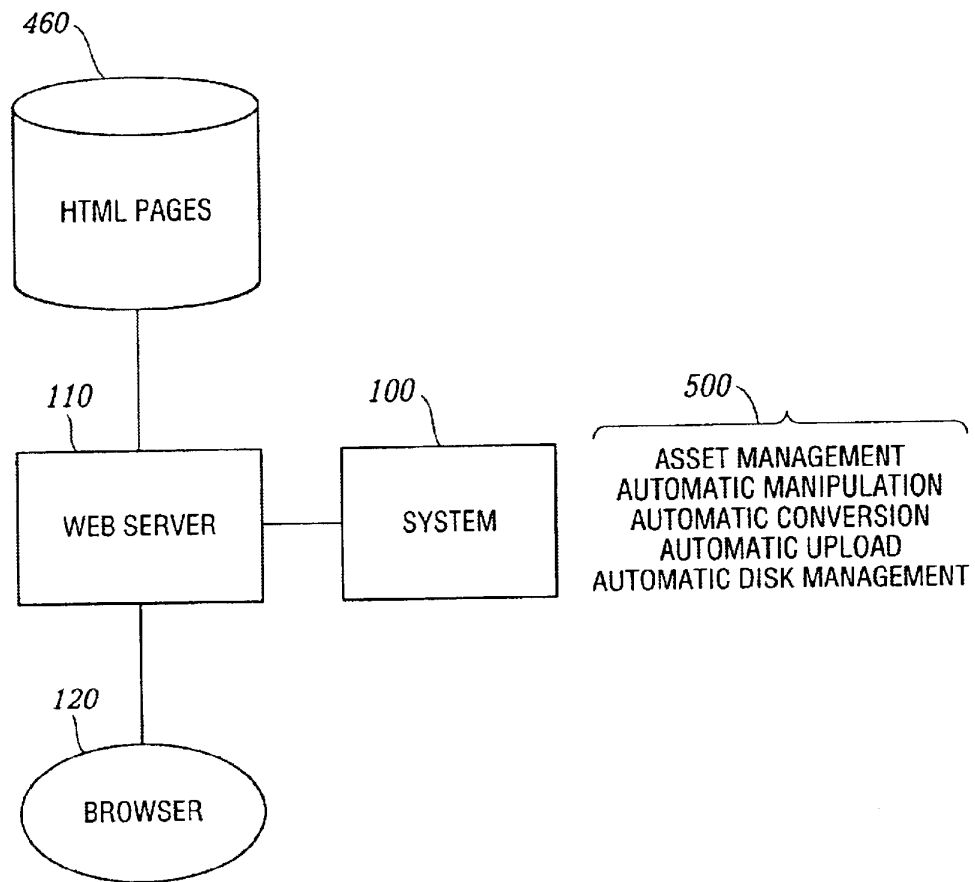 460
HTML PAGES
110
100
500
WEB SERVER
SYSTEM
ASSET MANAGEMENT
AUTOMATIC MANIPULATION
AUTOMATIC CONVERSION
AUTOMATIC UPLOAD
AUTOMATIC DISK MANAGEMENT
120
BROWSER